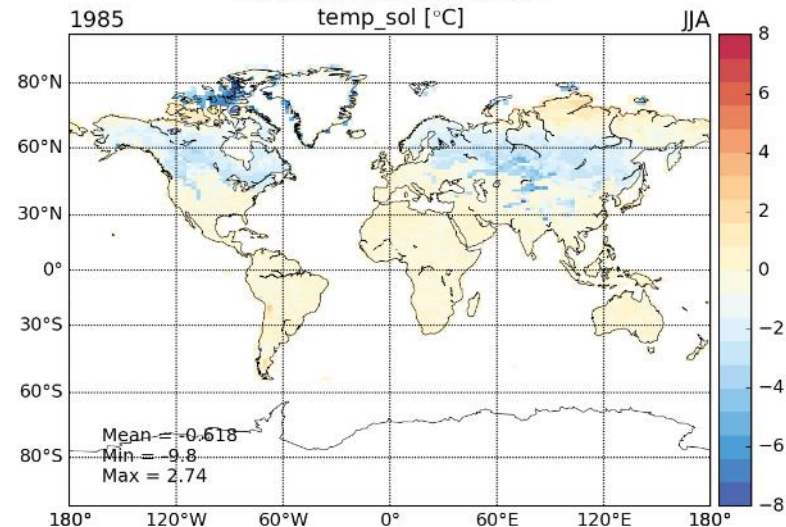 temp_sol [°C]
1985
JJA
80°N
60°N
30°N
0°
30°S
60°S
80°S
Mean = -0.618
Min = -9.8
Max = 2.74
180°
120°W
60°W
0°
60°E
120°E
180°
8
6
4
2
0
−2
−4
−6
−8